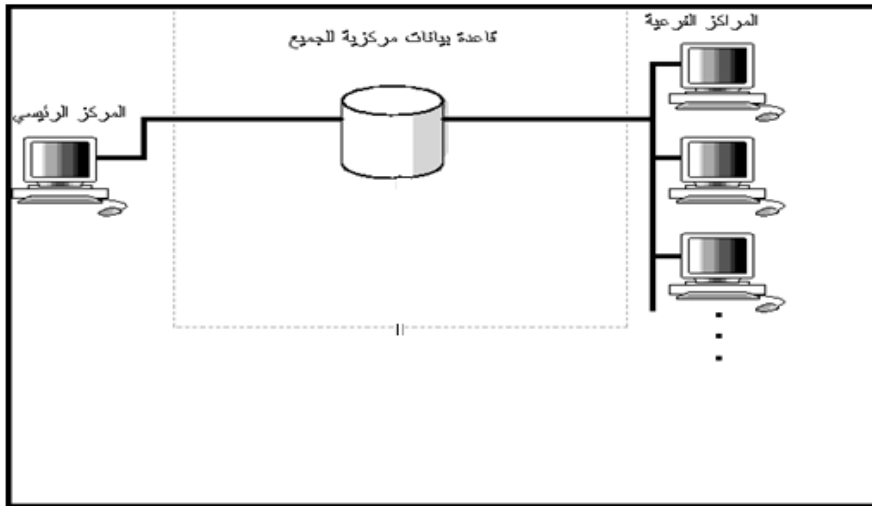 المراكز الفرعية
قاعدة بيانات مركزية للجميع
المركز الرئيسي